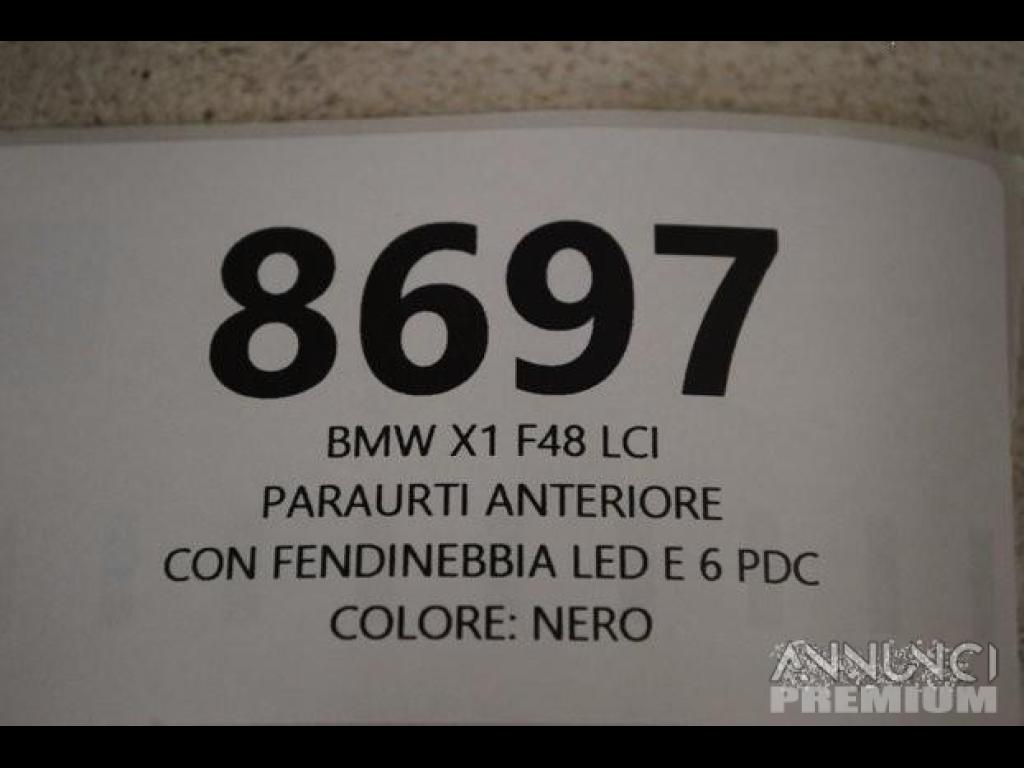 8697
BMW X1 F48 LCI
PARAURTI ANTERIORE
CON FENDINEBBIA LED E 6 PDC
COLORE: NERO
ANNUNCI
PREMIUM